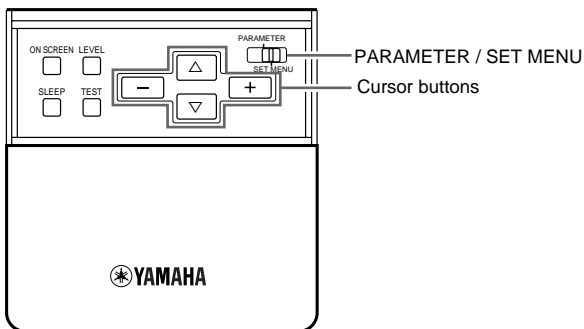 PARAMETER
ON SCREEN LEVEL
PARAMETER / SET MENU
SET MENU
Cursor buttons
SLEEP TEST
YAMAHA